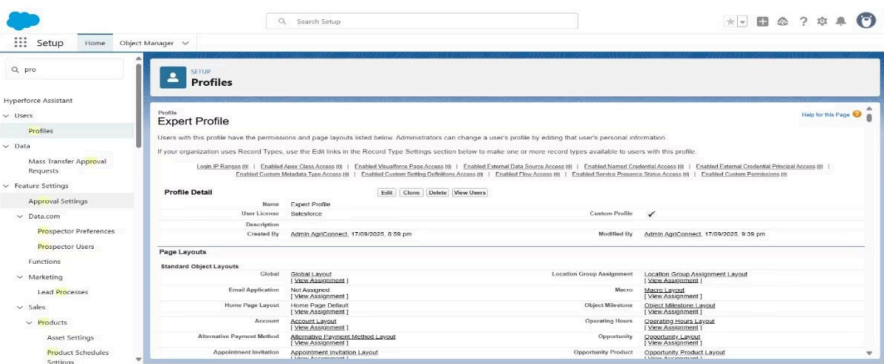 Search Setup
Setup
Home
Object Manager
pro
Hyperforce Assistant
Users
Profiles
Data
Mass Transfer Approval
Requests
Feature Settings
Approval Settings
Data.com
Prospector Preferences
Prospector Users
Functions
Marketing
Lead Processes
Sales
Products
Asset Settings
Product Schedules
Settings
SETUP
Profiles
Profile
Expert Profile
Help for this Page
Users with this profile have the permissions and page layouts listed below. Administrators can change a user's profile by editing that user's personal information.
If your organization uses Record Types, use the Edit links in the Record Type Settings section below to make one or more record types available to users with this profile.
Login IP Ranges [0] | Enabled Apex Class Access [0] | Enabled Visualforce Page Access [0] | Enabled External Data Source Access [0] | Enabled Named Credential Access [0] | Enabled External Credential Principal Access [0] |
Enabled Custom Metadata Type Access [0] | Enabled Custom Setting Definitions Access [0] | Enabled Flow Access [0] | Enabled Service Presence Status Access [0] | Enabled Custom Permissions [0]
Profile Detail Edit Clone Delete View Users
Name Expert Profile
User License Salesforce Custom Profile ✓
Description
Created By Admin AgriConnect, 17/09/2025, 8:59 pm Modified By Admin AgriConnect, 17/09/2025, 9:39 pm
Page Layouts
Standard Object Layouts
Global Global Layout [ View Assignment ] Location Group Assignment Location Group Assignment Layout [ View Assignment ]
Email Application Not Assigned [ View Assignment ] Macro Macro Layout [ View Assignment ]
Home Page Layout Home Page Default [ View Assignment ] Object Milestone Object Milestone Layout [ View Assignment ]
Account Account Layout [ View Assignment ] Operating Hours Operating Hours Layout [ View Assignment ]
Alternative Payment Method Alternative Payment Method Layout [ View Assignment ] Opportunity Opportunity Layout [ View Assignment ]
Appointment Invitation Appointment Invitation Layout [ View Assignment ] Opportunity Product Opportunity Product Layout [ View Assignment ]